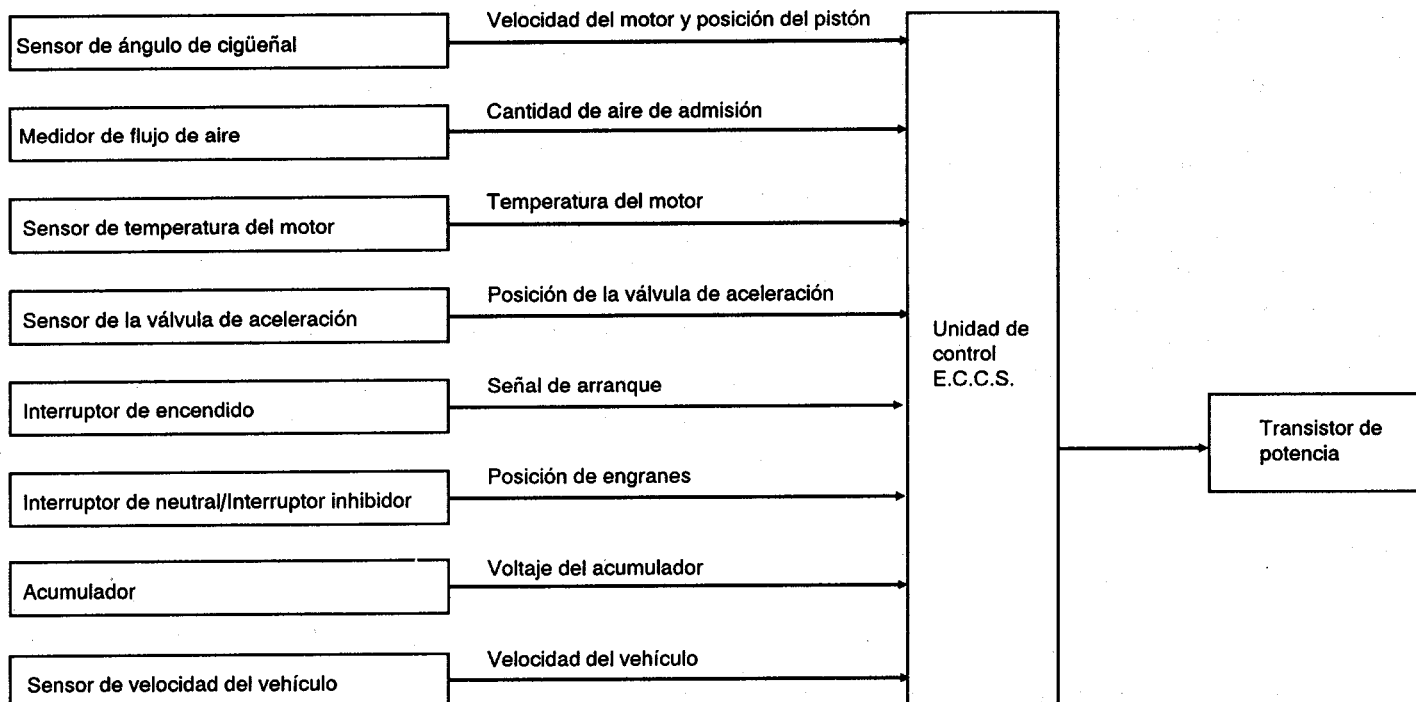 Sensor de ángulo de cigüeñal
Velocidad del motor y posición del pistón
Medidor de flujo de aire
Cantidad de aire de admisión
Sensor de temperatura del motor
Temperatura del motor
Sensor de la válvula de aceleración
Posición de la válvula de aceleración
Interruptor de encendido
Señal de arranque
Interruptor de neutral/Interruptor inhibidor
Posición de engranes
Acumulador
Voltaje del acumulador
Sensor de velocidad del vehículo
Velocidad del vehículo
Unidad de
control
E.C.C.S.
Transistor de
potencia